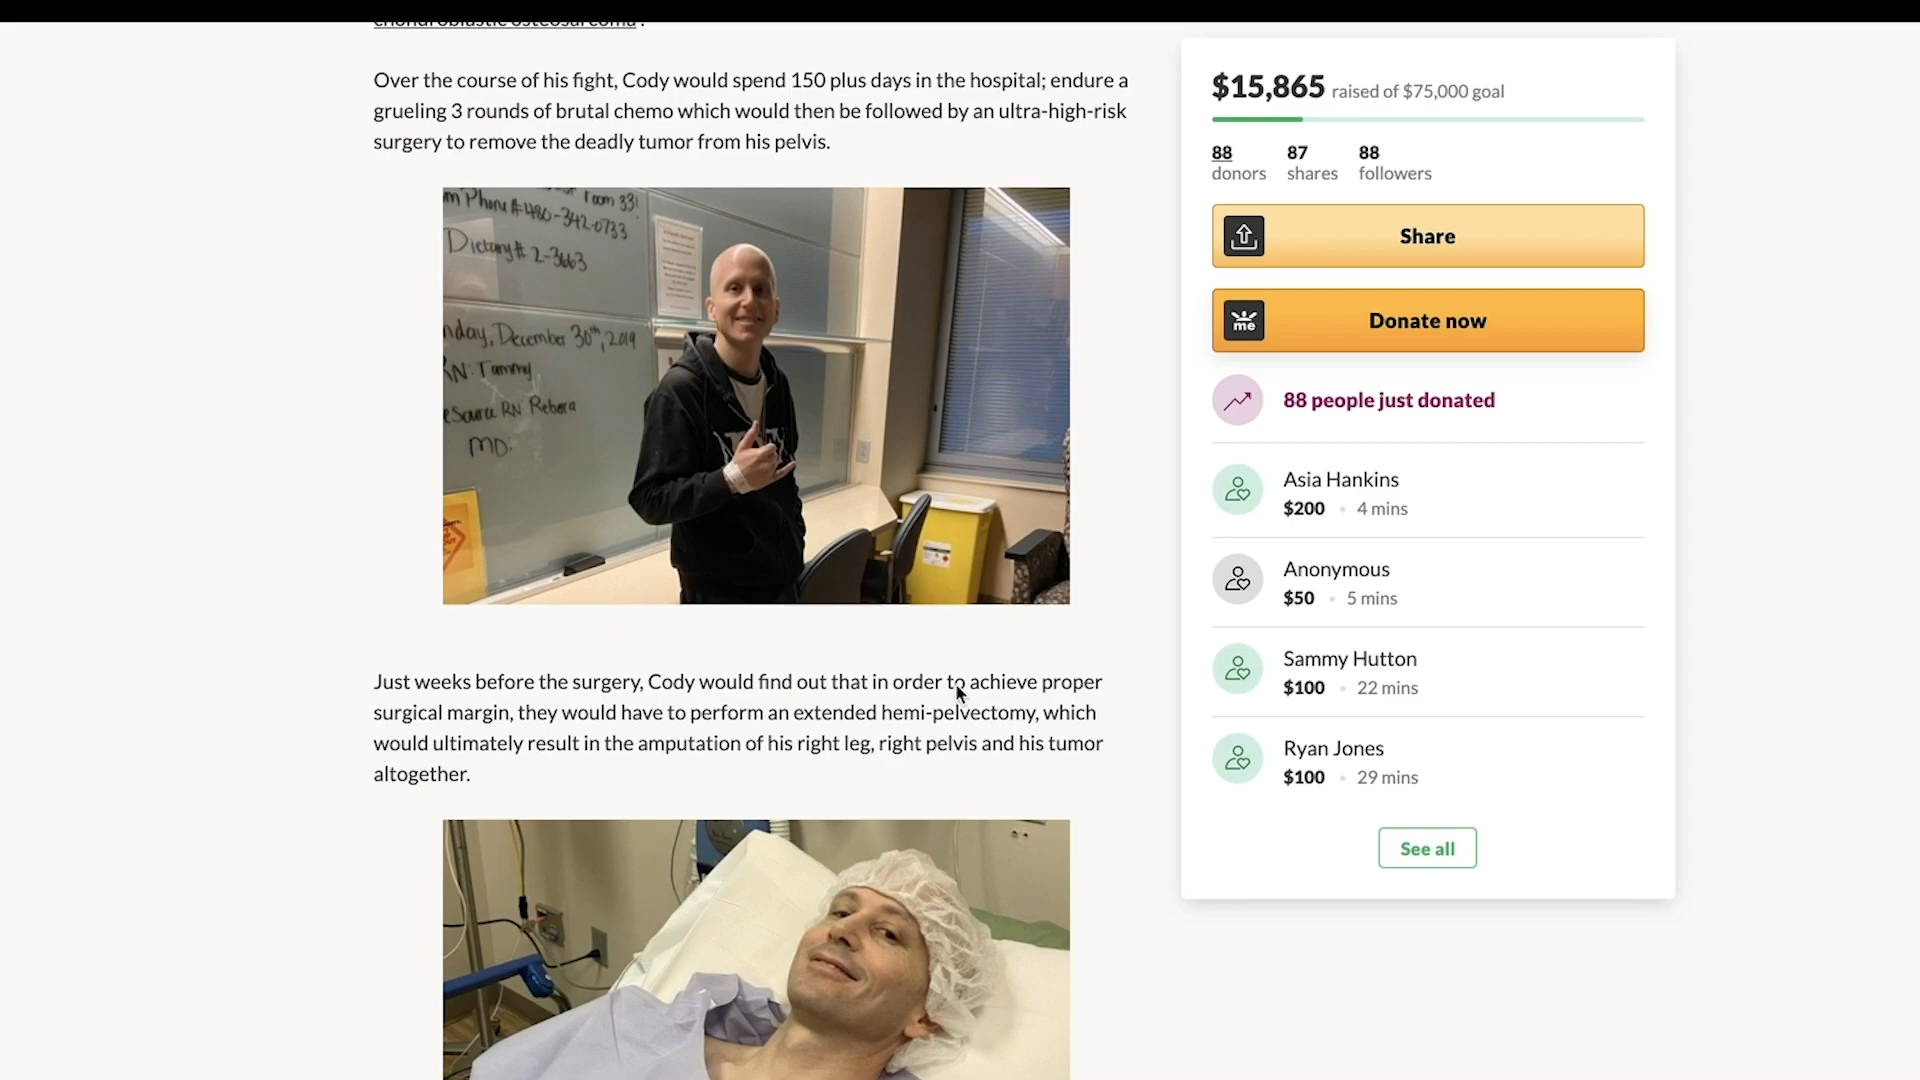 chondroblastic osteosarcoma .
Over the course of his fight, Cody would spend 150 plus days in the hospital; endure a
grueling 3 rounds of brutal chemo which would then be followed by an ultra-high-risk
surgery to remove the deadly tumor from his pelvis.
room 331
m Phone #480-342-0733
Dietary# 2-3663
nday, December 30th, 2019
RN: Tammy
esource RN Rebecca
MD:
Just weeks before the surgery, Cody would find out that in order to achieve proper
surgical margin, they would have to perform an extended hemi-pelvectomy, which
would ultimately result in the amputation of his right leg, right pelvis and his tumor
altogether.
$15,865 raised of $75,000 goal
88 87 88
donors shares followers
Share
me Donate now
88 people just donated
Asia Hankins
$200 • 4 mins
Anonymous
$50 • 5 mins
Sammy Hutton
$100 • 22 mins
Ryan Jones
$100 • 29 mins
See all